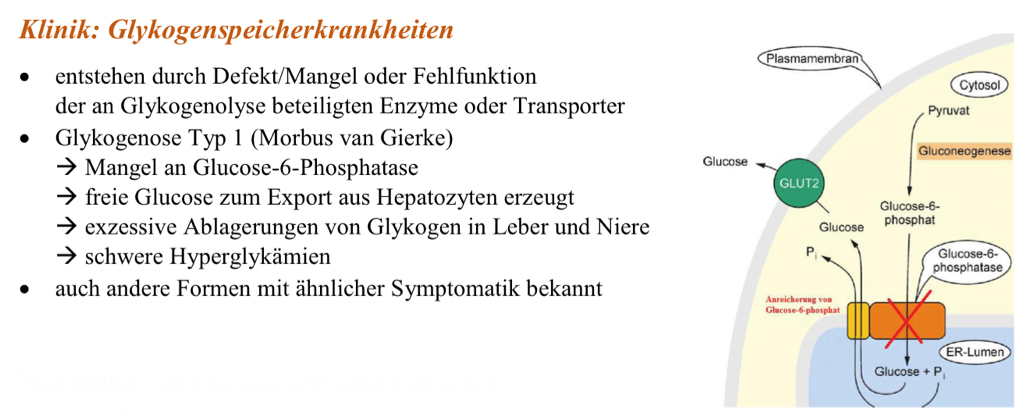 Klinik: Glykogenspeicherkrankheiten
• entstehen durch Defekt/Mangel oder Fehlfunktion
der an Glykogenolyse beteiligten Enzyme oder Transporter
• Glykogenose Typ 1 (Morbus van Gierke)
→ Mangel an Glucose-6-Phosphatase
→ freie Glucose zum Export aus Hepatozyten erzeugt
→ exzessive Ablagerungen von Glykogen in Leber und Niere
→ schwere Hyperglykämien
• auch andere Formen mit ähnlicher Symptomatik bekannt
Plasmamembran
Cytosol
Pyruvat
Gluconeogenese
Glucose
GLUT2
Glucose-6-
phosphat
Glucose
Pi
Glucose-6-
phosphatase
Anreicherung von
Glucose-6-phosphat
ER-Lumen
Glucose + Pi